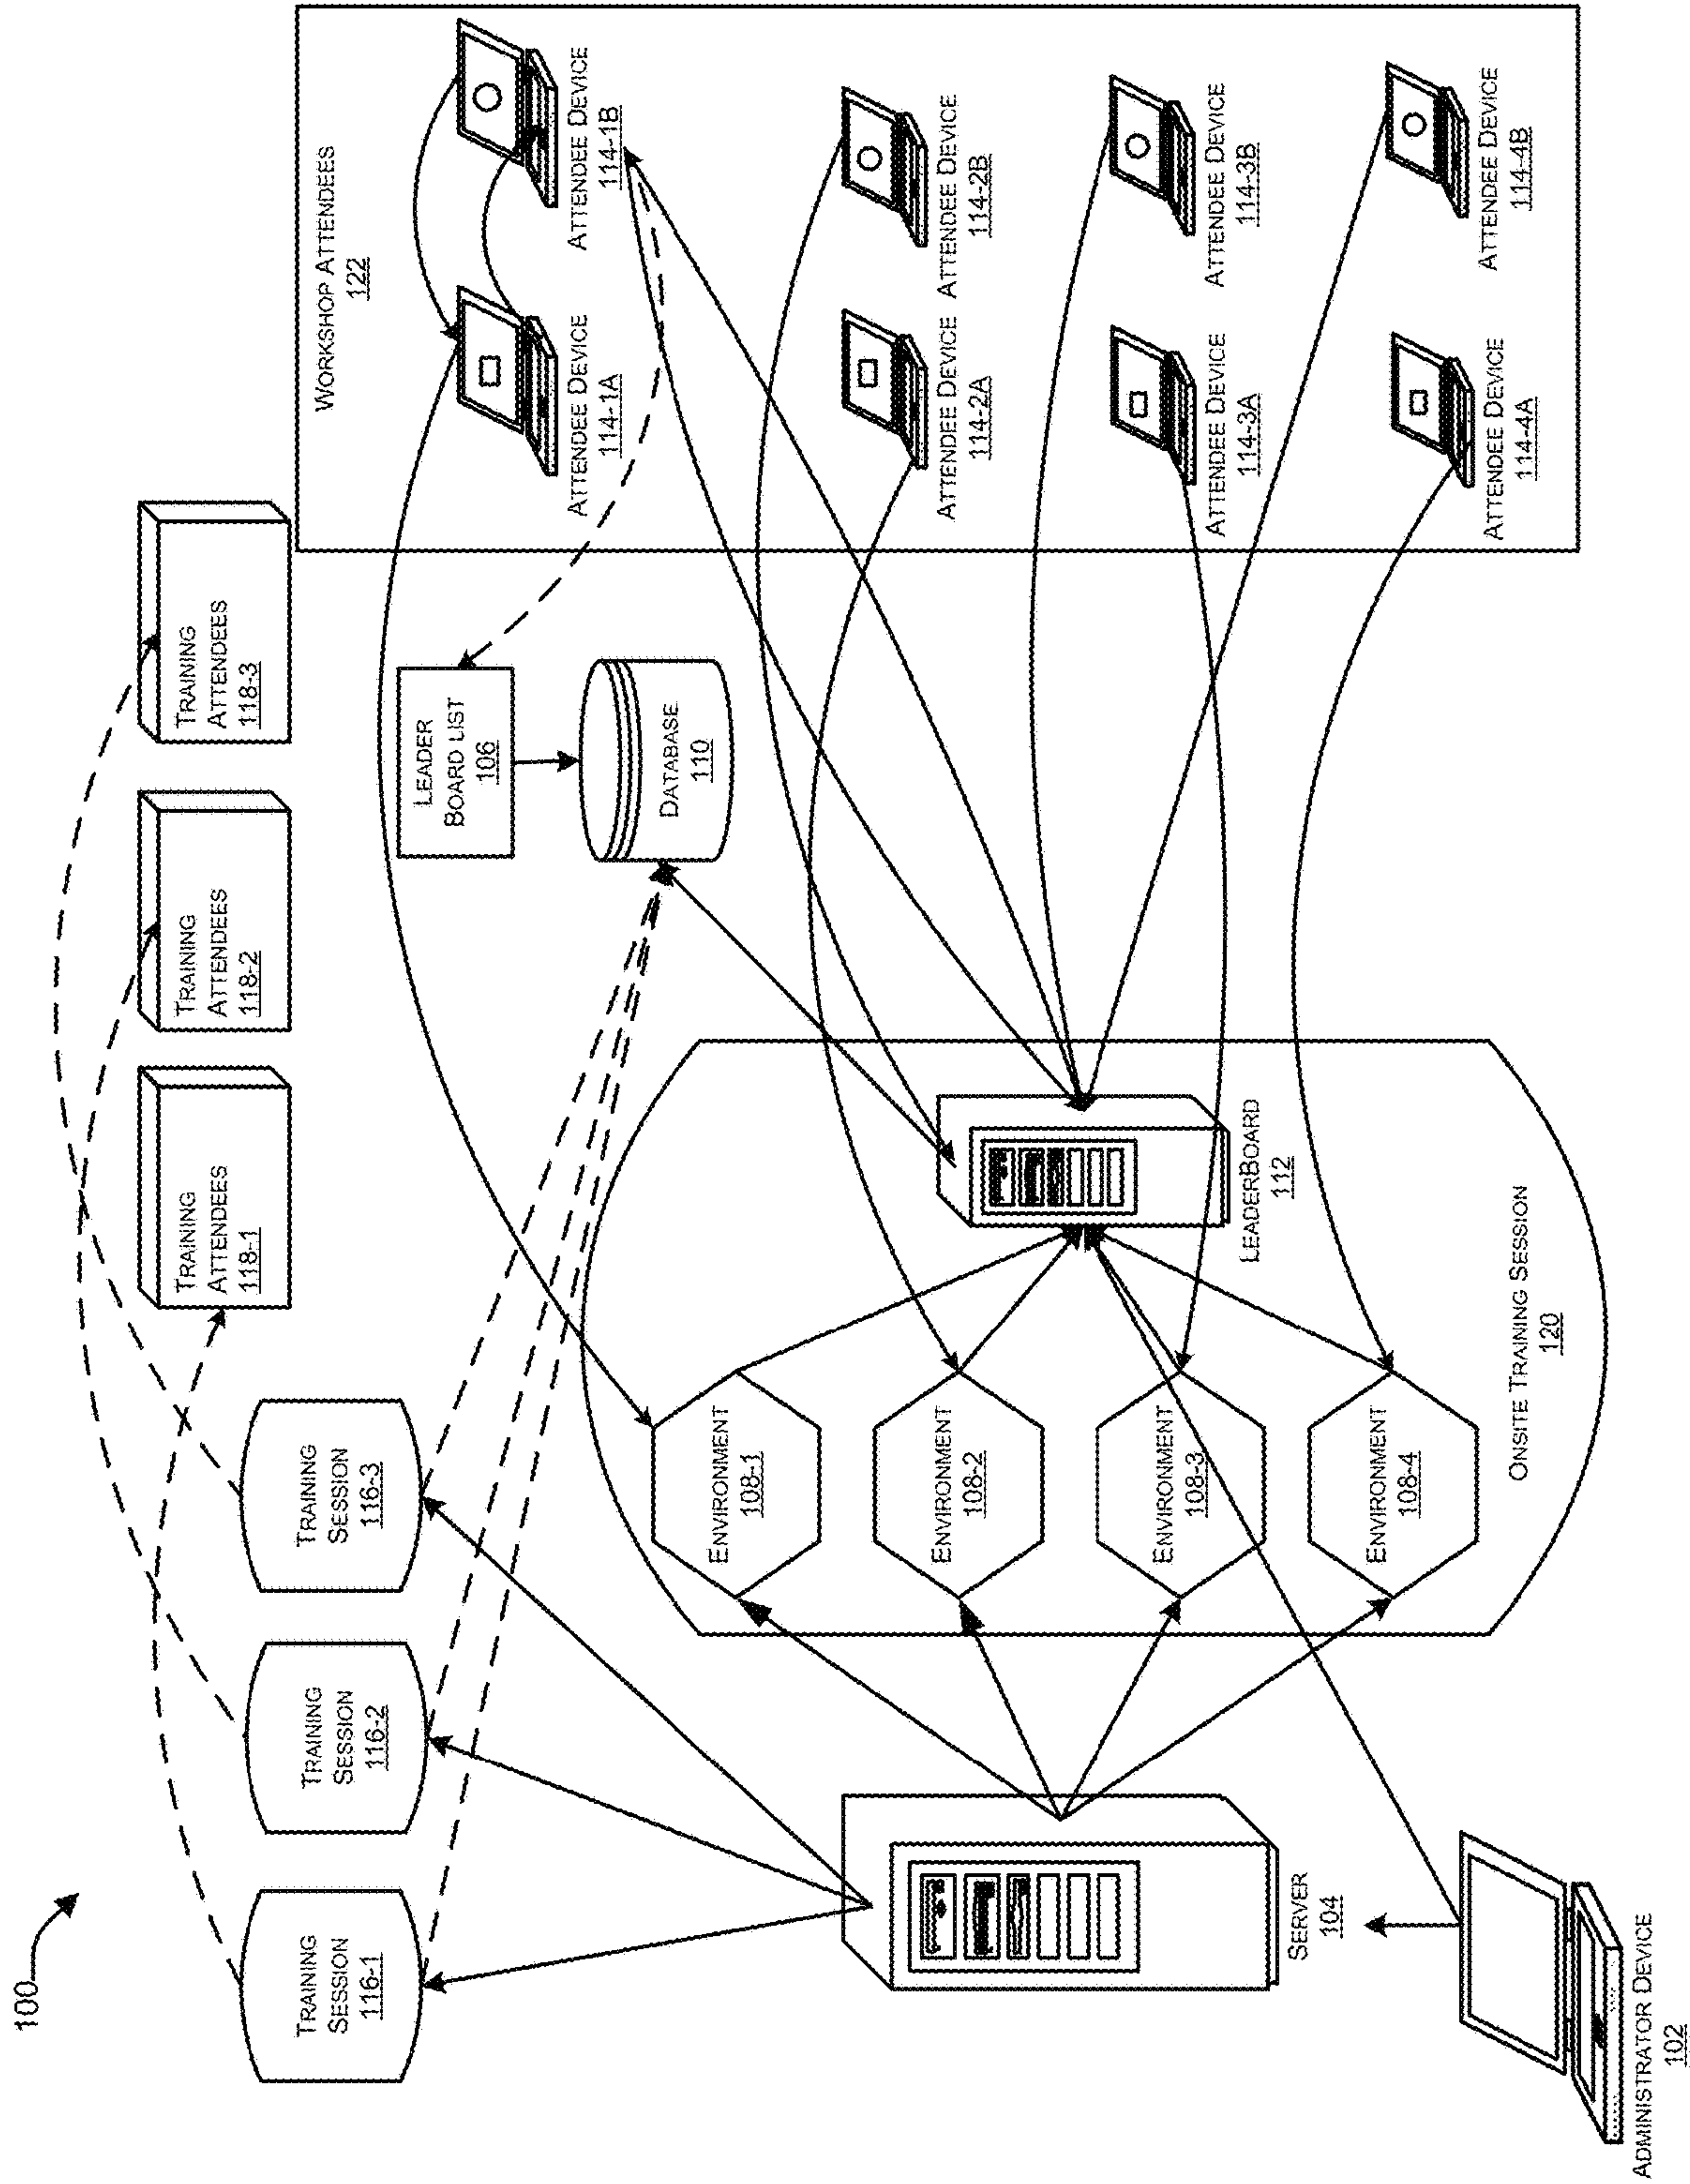 100
TRAINING
SESSION
116-1
TRAINING
SESSION
116-2
TRAINING
SESSION
116-3
TRAINING
ATTENDEES
118-1
TRAINING
ATTENDEES
118-2
TRAINING
ATTENDEES
118-3
LEADER
BOARD LIST
106
DATABASE
110
WORKSHOP ATTENDEES
122
ATTENDEE DEVICE
114-1A
ATTENDEE DEVICE
114-1B
ATTENDEE DEVICE
114-2A
ATTENDEE DEVICE
114-2B
ATTENDEE DEVICE
114-3A
ATTENDEE DEVICE
114-3B
ATTENDEE DEVICE
114-4A
ATTENDEE DEVICE
114-4B
ENVIRONMENT
108-1
ENVIRONMENT
108-2
ENVIRONMENT
108-3
ENVIRONMENT
108-4
LEADERBOARD
112
ONSITE TRAINING SESSION
120
SERVER
104
ADMINISTRATOR DEVICE
102